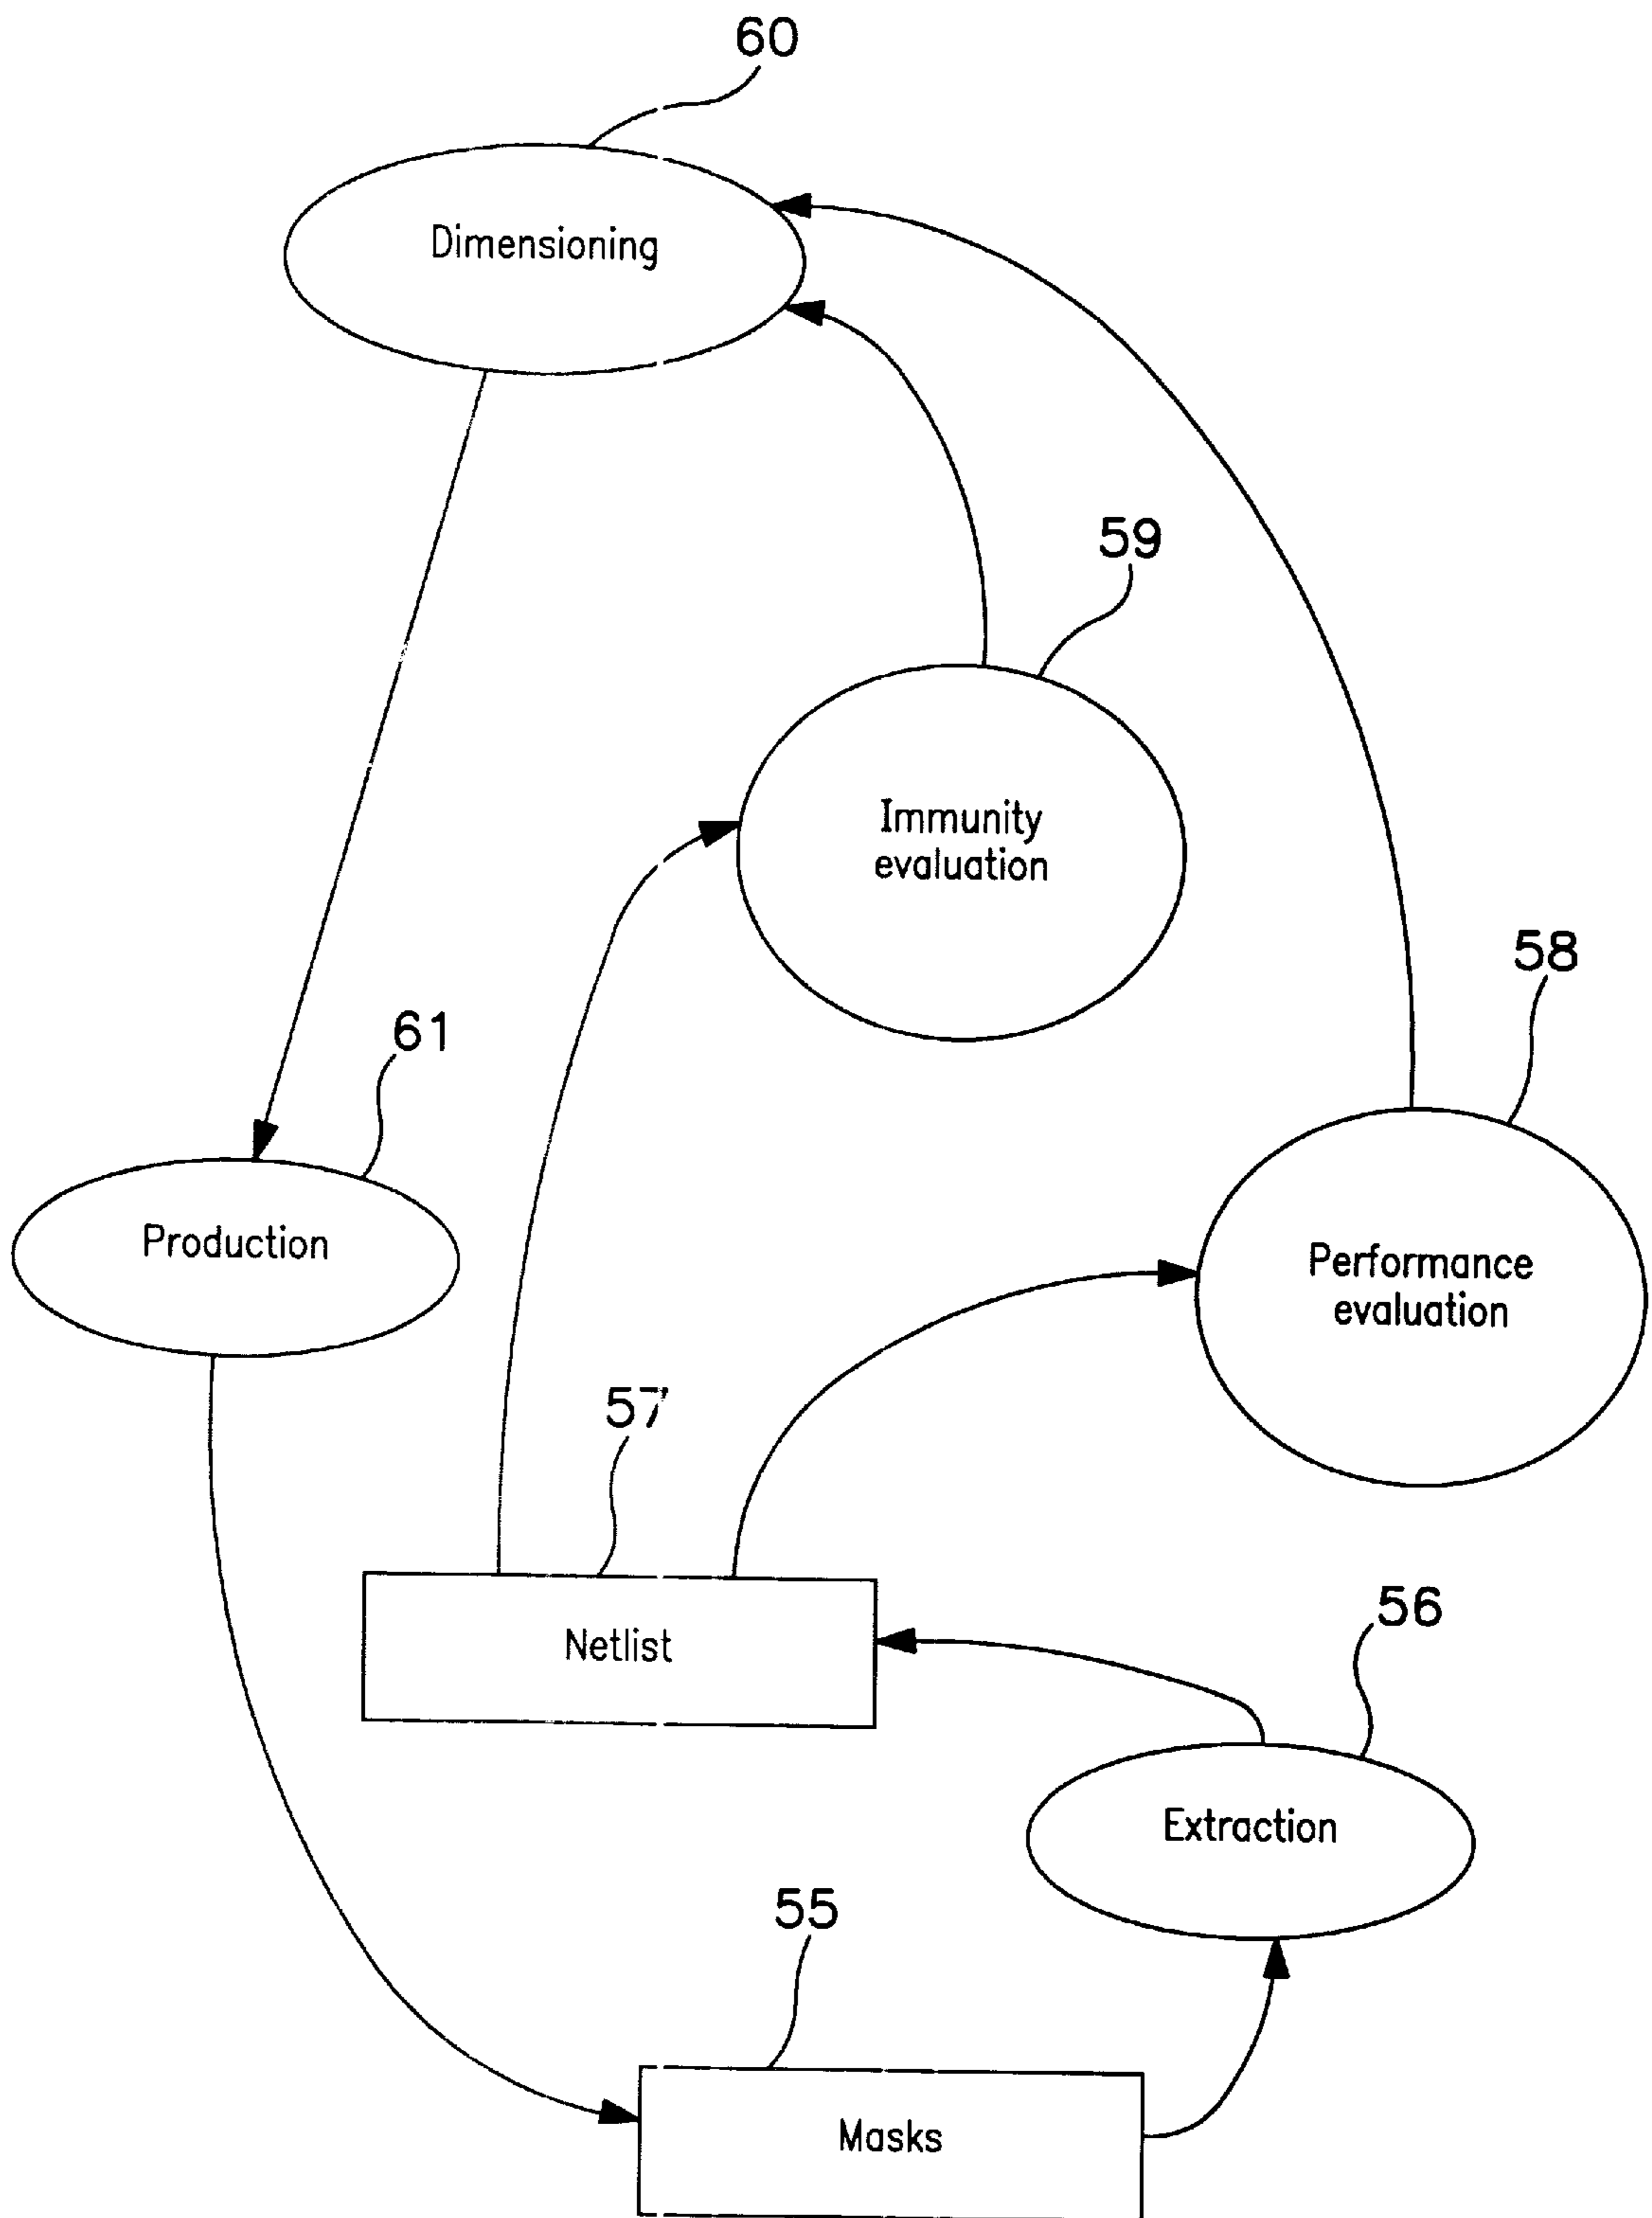 60
Dimensioning
59
Immunity
evaluation
58
61
Production
Performance
evaluation
57
Netlist
56
Extraction
55
Masks